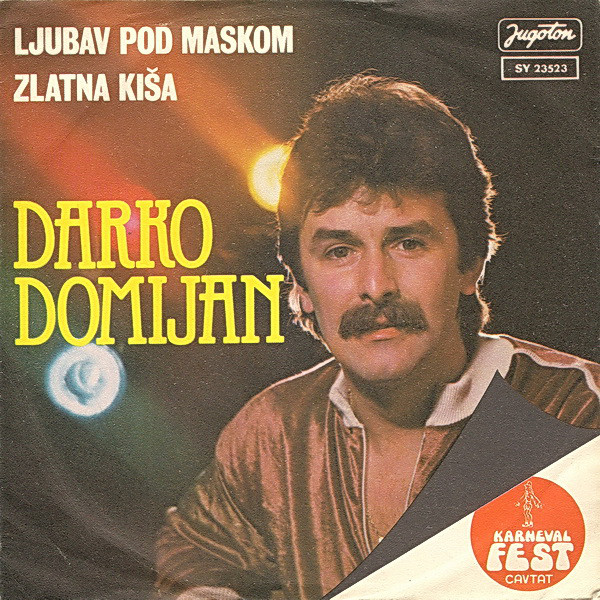 LJUBAV POD MASKOM
ZLATNA KIŠA
Jugoton
SY 23523
DARKO
DOMIJAN
KARNEVAL
FEST
CAVTAT